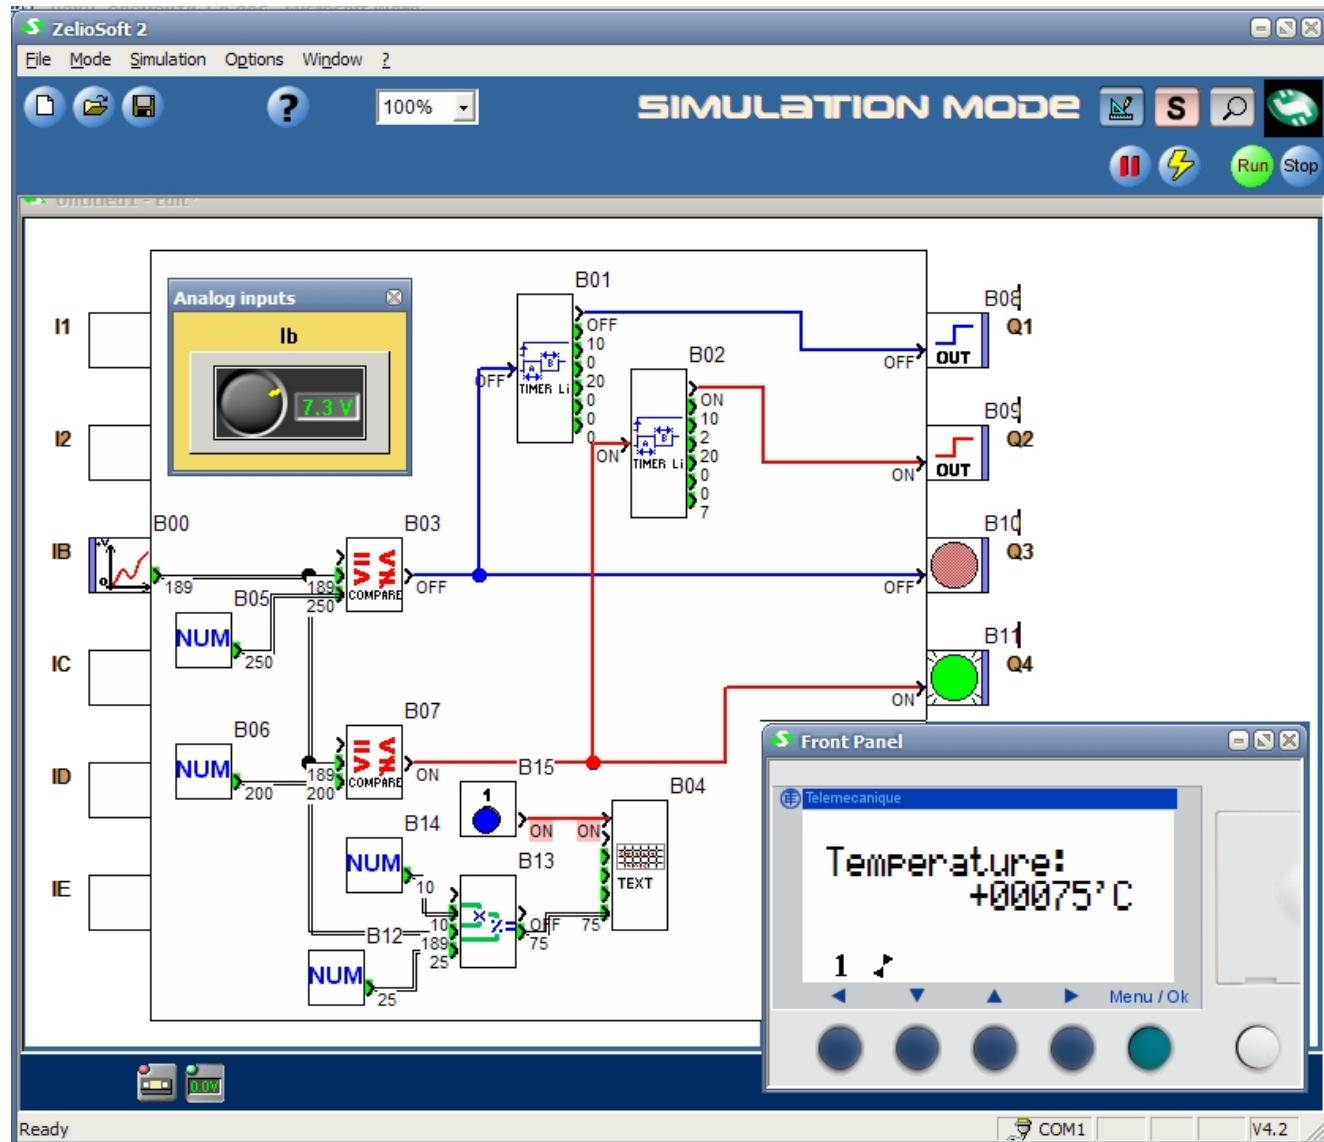 ZelioSoft 2
File Mode Simulation Options Window ?
100%
SIMULATION MODE
S
Run Stop
Untitled1 - Edit*
Analog inputs
Ib
7.3 V
B01
OFF
10
0
20
0
0
0
TIMER Li
OFF
B02
ON
10
2
20
0
0
7
TIMER Li
ON
B08
Q1
OFF
OUT
B09
Q2
ON
OUT
B10
Q3
OFF
B11
Q4
ON
I1
I2
IB
IC
ID
IE
B00
189
B03
189
250
COMPARE
OFF
B05
NUM
250
B06
NUM
200
B07
189
200
COMPARE
ON
B15
1
ON
ON
B04
TEXT
75
B14
NUM
10
B13
10
189
25
OFF
75
B12
NUM
25
Front Panel
Telemecanique
Temperature:
+00075'C
1
Menu / Ok
0.0V
Ready
COM1
V4.2